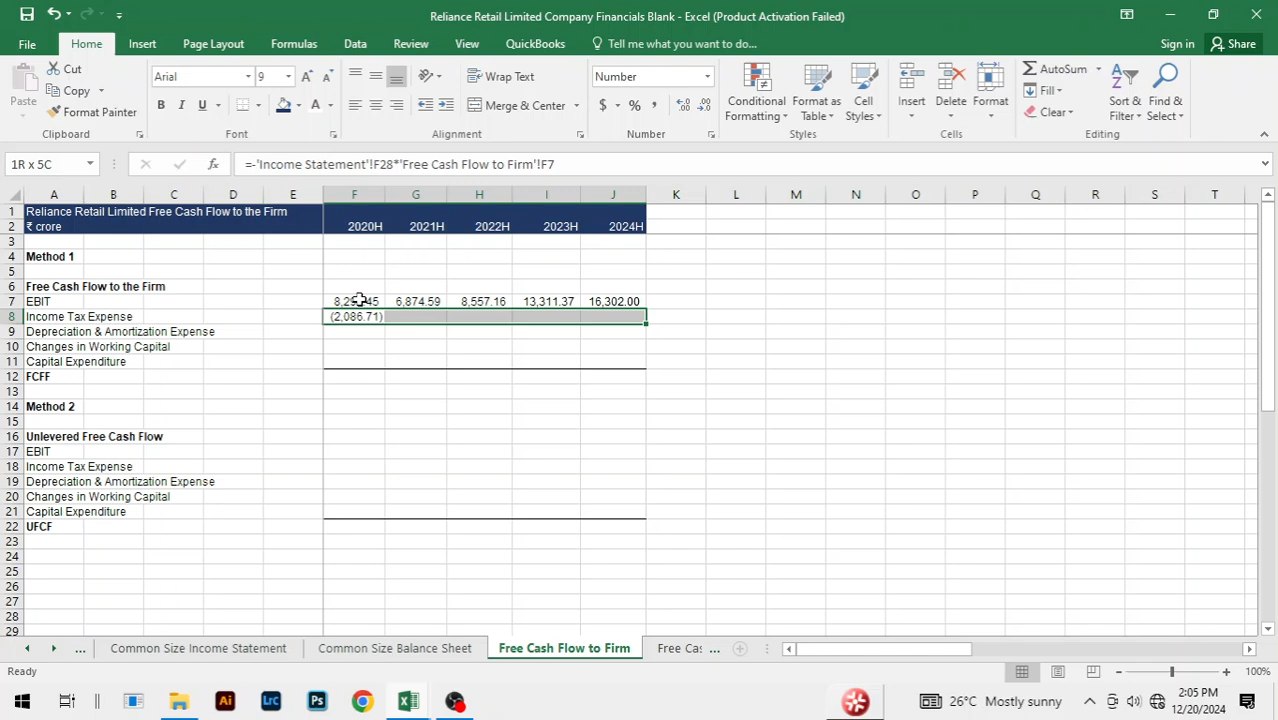 Reliance Retail Limited Company Financials Blank - Excel (Product Activation Failed)
File Home Insert Page Layout Formulas Data Review View QuickBooks Tell me what you want to do... Sign in Share
Paste Cut Copy Format Painter Clipboard
Arial 9 A A B I U A Font
Wrap Text Merge & Center Alignment
Number $ % , Number
Conditional Formatting Format as Table Cell Styles Styles
Insert Delete Format Cells
AutoSum Fill Clear Sort & Filter Find & Select Editing
1R x 5C fx =-'Income Statement'!F28*'Free Cash Flow to Firm'!F7
A B C D E F G H I J K L M N O P Q R S T
1 Reliance Retail Limited Free Cash Flow to the Firm
2 ₹ crore 2020H 2021H 2022H 2023H 2024H
3
4 Method 1
5
6 Free Cash Flow to the Firm
7 EBIT 6,874.59 8,557.16 13,311.37 16,302.00
8 Income Tax Expense (2,086.71)
9 Depreciation & Amortization Expense
10 Changes in Working Capital
11 Capital Expenditure
12 FCFF
13
14 Method 2
15
16 Unlevered Free Cash Flow
17 EBIT
18 Income Tax Expense
19 Depreciation & Amortization Expense
20 Changes in Working Capital
21 Capital Expenditure
22 UFCF
23
24
25
26
27
28
29
... Common Size Income Statement Common Size Balance Sheet Free Cash Flow to Firm Free Cas ...
Ready 100%
Ai Lrc Ps 26°C Mostly sunny 2:05 PM
12/20/2024